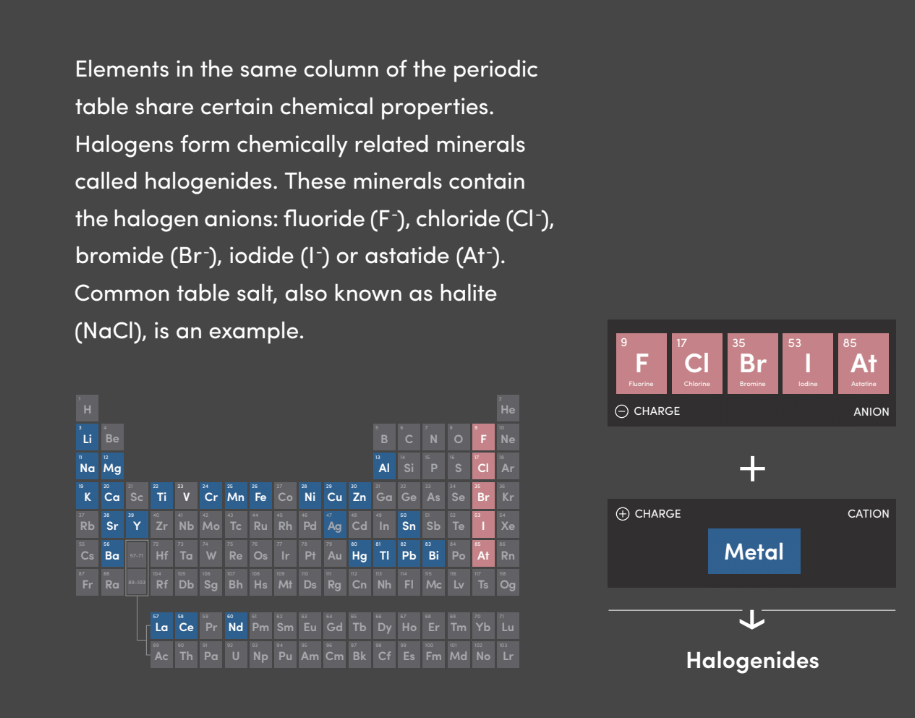 Elements in the same column of the periodic
table share certain chemical properties.
Halogens form chemically related minerals
called halogenides. These minerals contain
the halogen anions: fluoride (F⁻), chloride (Cl⁻),
bromide (Br⁻), iodide (I⁻) or astatide (At⁻).
Common table salt, also known as halite
(NaCl), is an example.
9 17 35 53 85
F Cl Br I At
Fluorine Chlorine Bromine Iodine Astatine
− CHARGE ANION
+
+ CHARGE CATION
Metal
Halogenides
H He
Li Be B C N O F Ne
Na Mg Al Si P S Cl Ar
K Ca Sc Ti V Cr Mn Fe Co Ni Cu Zn Ga Ge As Se Br Kr
Rb Sr Y Zr Nb Mo Tc Ru Rh Pd Ag Cd In Sn Sb Te I Xe
Cs Ba 57-71 Hf Ta W Re Os Ir Pt Au Hg Tl Pb Bi Po At Rn
Fr Ra Rf Db Sg Bh Hs Mt Ds Rg Cn Nh Fl Mc Lv Ts Og
La Ce Pr Nd Pm Sm Eu Gd Tb Dy Ho Er Tm Yb Lu
Ac Th Pa U Np Pu Am Cm Bk Cf Es Fm Md No Lr